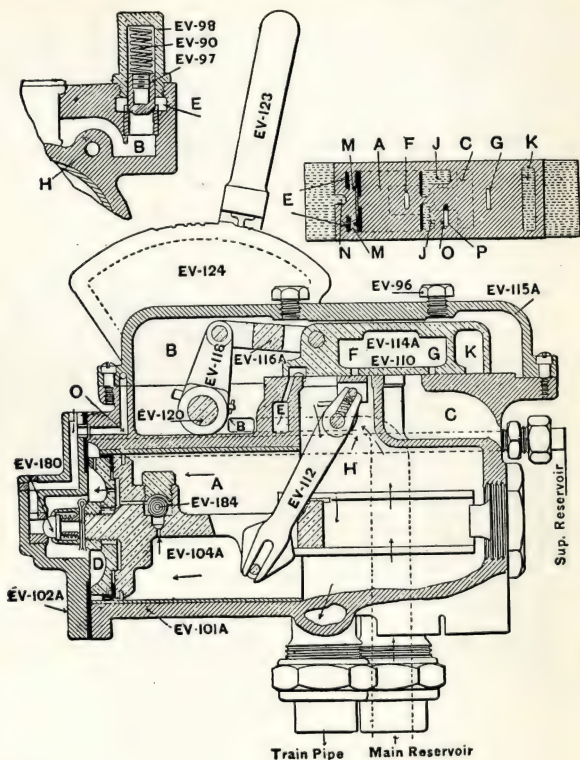 EV-98
EV-90
EV-97
E
B
H
EV-123
M A F J C G K
E
N M J O P
EV-124
EV-96
EV-115A
B
EV-116
EV-116A
EV-114A
EV-110
F G K
O
EV-120
B
E
C
EV-180
H
A
EV-112
EV-184
EV-104A
D
EV-102A
EV-101A
Sup. Reservoir
Train Pipe Main Reservoir